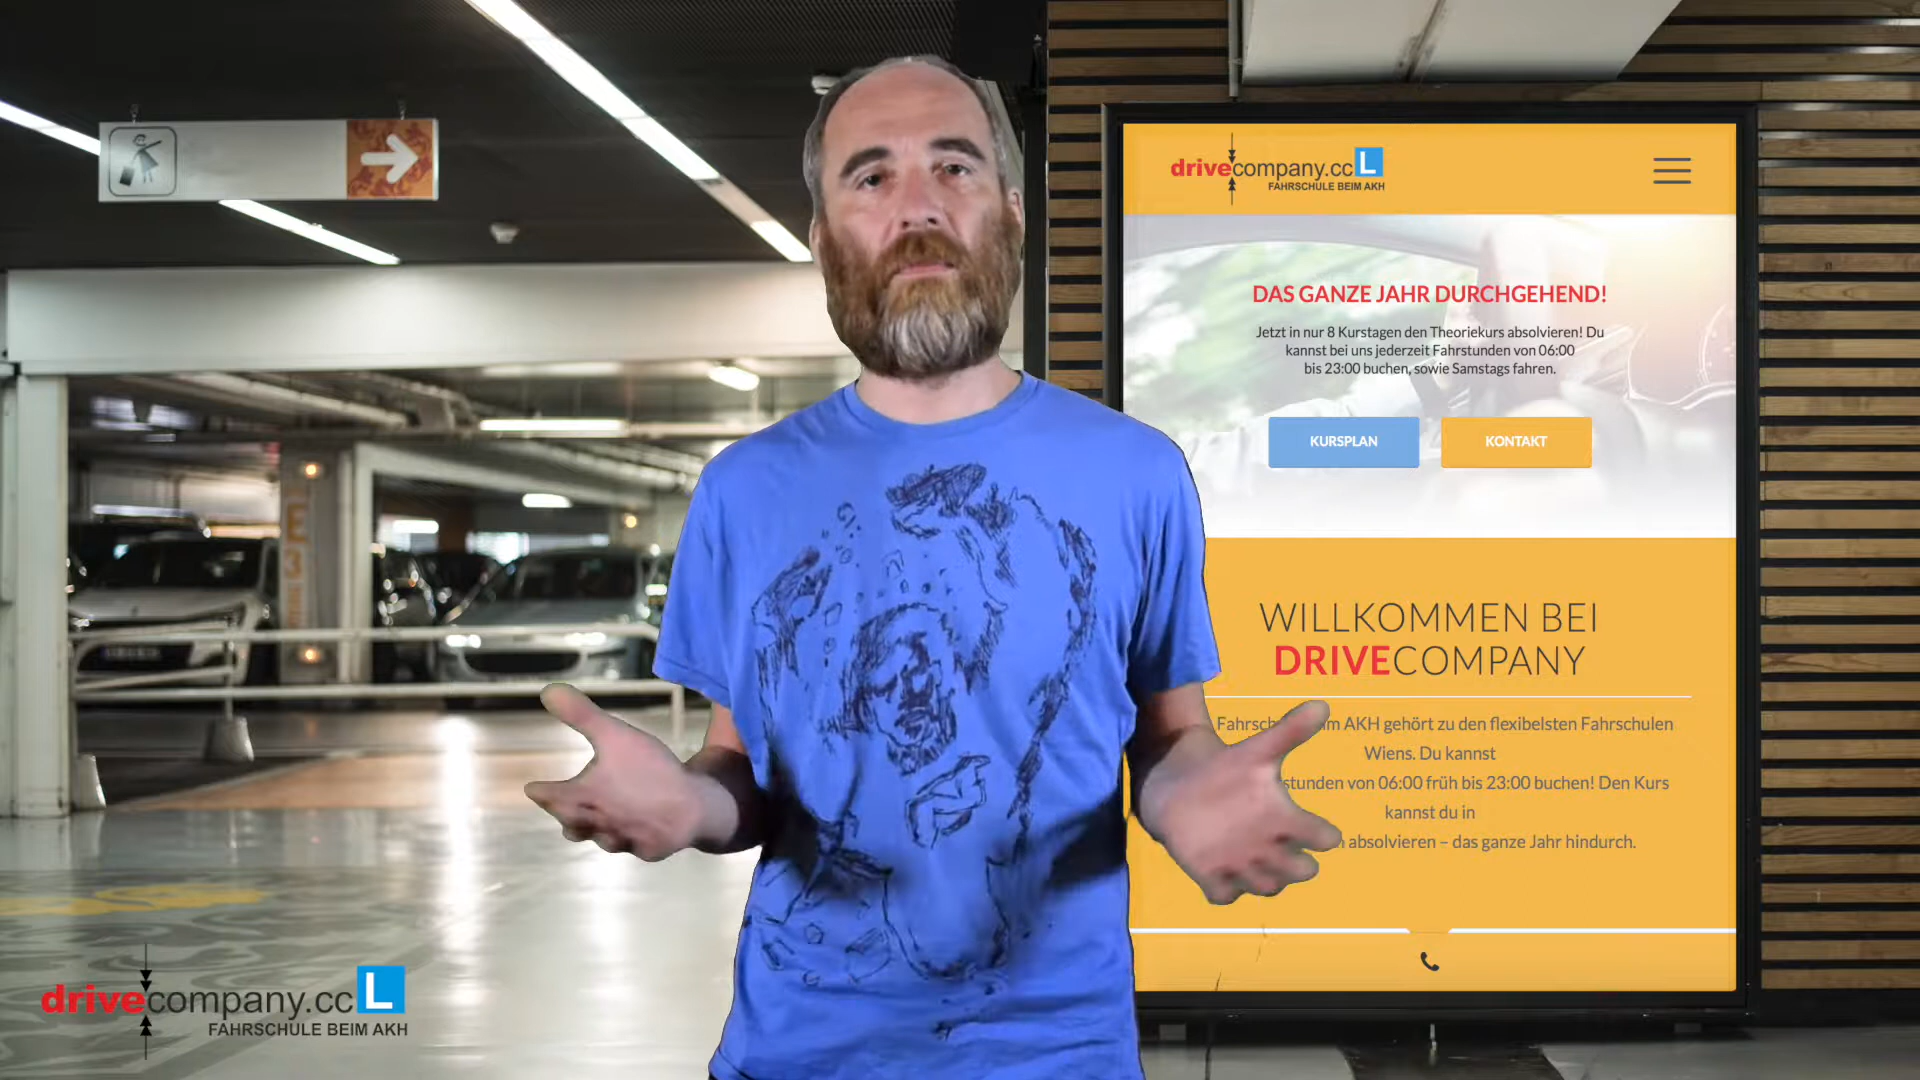 drivecompany.cc L
FAHRSCHULE BEIM AKH
DAS GANZE JAHR DURCHGEHEND!
Jetzt in nur 8 Kurstagen den Theoriekurs absolvieren! Du
kannst bei uns jederzeit Fahrstunden von 06:00
bis 23:00 buchen, sowie Samstags fahren.
KURSPLAN
KONTAKT
WILLKOMMEN BEI
DRIVECOMPANY
AKH gehört zu den flexibelsten Fahrschulen
Wiens. Du kannst
von 06:00 früh bis 23:00 buchen! Den Kurs
kannst du in
absolvieren – das ganze Jahr hindurch.
E3
drivecompany.cc L
FAHRSCHULE BEIM AKH